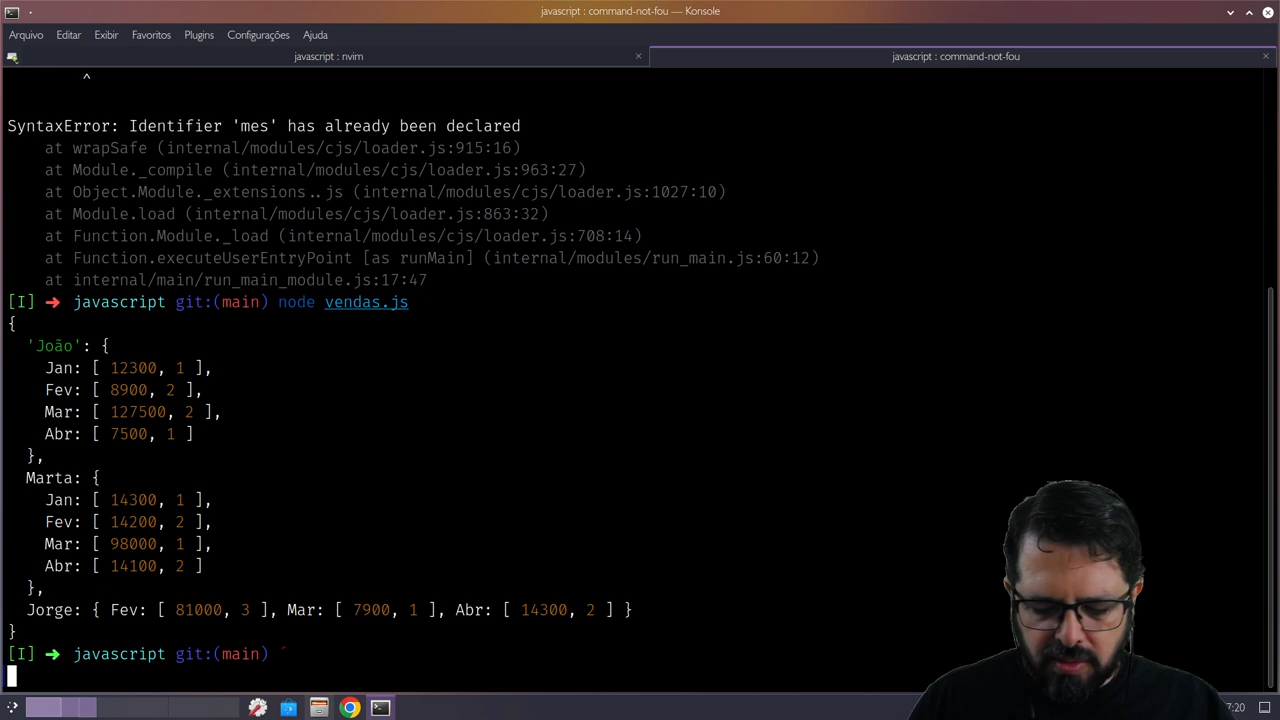 javascript : command-not-fou — Konsole
Arquivo Editar Exibir Favoritos Plugins Configurações Ajuda
javascript : nvim
javascript : command-not-fou
^
SyntaxError: Identifier 'mes' has already been declared
    at wrapSafe (internal/modules/cjs/loader.js:915:16)
    at Module._compile (internal/modules/cjs/loader.js:963:27)
    at Object.Module._extensions..js (internal/modules/cjs/loader.js:1027:10)
    at Module.load (internal/modules/cjs/loader.js:863:32)
    at Function.Module._load (internal/modules/cjs/loader.js:708:14)
    at Function.executeUserEntryPoint [as runMain] (internal/modules/run_main.js:60:12)
    at internal/main/run_main_module.js:17:47
[I] ➜ javascript git:(main) node vendas.js
{
  'João': {
    Jan: [ 12300, 1 ],
    Fev: [ 8900, 2 ],
    Mar: [ 127500, 2 ],
    Abr: [ 7500, 1 ]
  },
  Marta: {
    Jan: [ 14300, 1 ],
    Fev: [ 14200, 2 ],
    Mar: [ 98000, 1 ],
    Abr: [ 14100, 2 ]
  },
  Jorge: { Fev: [ 81000, 3 ], Mar: [ 7900, 1 ], Abr: [ 14300, 2 ] }
}
[I] ➜ javascript git:(main) ´
7:20